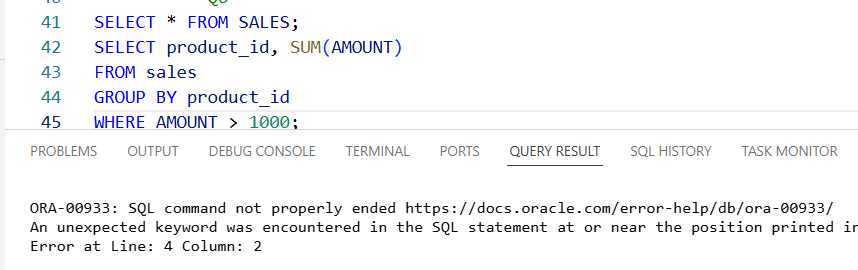 41 SELECT * FROM SALES;
42 SELECT product_id, SUM(AMOUNT)
43 FROM sales
44 GROUP BY product_id
45 WHERE AMOUNT > 1000;
PROBLEMS OUTPUT DEBUG CONSOLE TERMINAL PORTS QUERY RESULT SQL HISTORY TASK MONITOR
ORA-00933: SQL command not properly ended https://docs.oracle.com/error-help/db/ora-00933/
An unexpected keyword was encountered in the SQL statement at or near the position printed in
Error at Line: 4 Column: 2